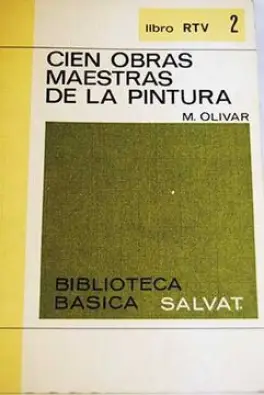 libro RTV 2
CIEN OBRAS
MAESTRAS
DE LA PINTURA
M. OLIVAR
BIBLIOTECA
BASICA SALVAT